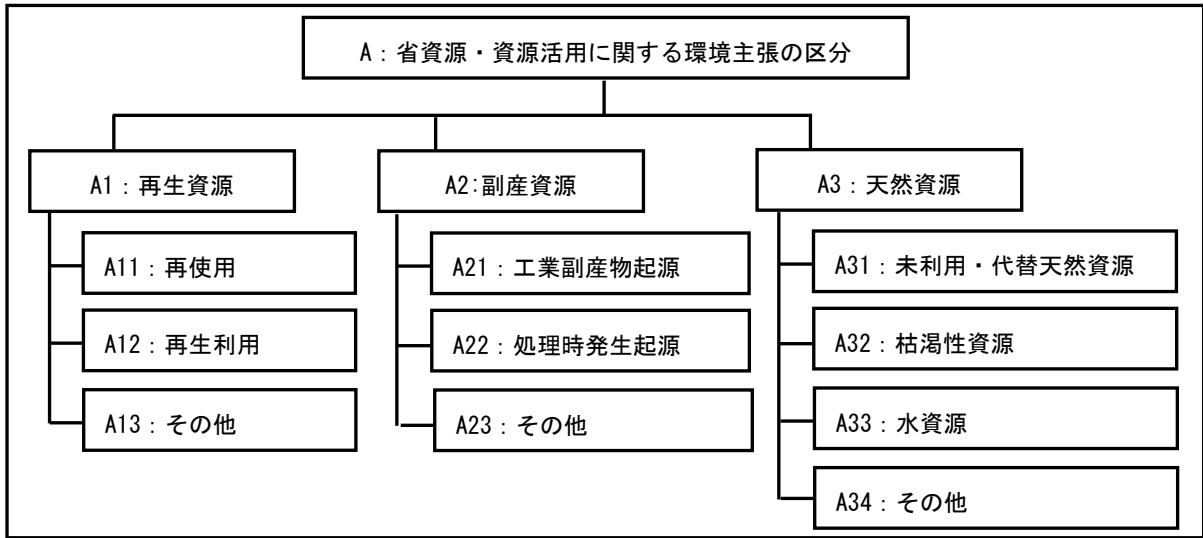 A：省資源・資源活用に関する環境主張の区分
A1：再生資源
A11：再使用
A12：再生利用
A13：その他
A2:副産資源
A21：工業副産物起源
A22：処理時発生起源
A23：その他
A3：天然資源
A31：未利用・代替天然資源
A32：枯渇性資源
A33：水資源
A34：その他